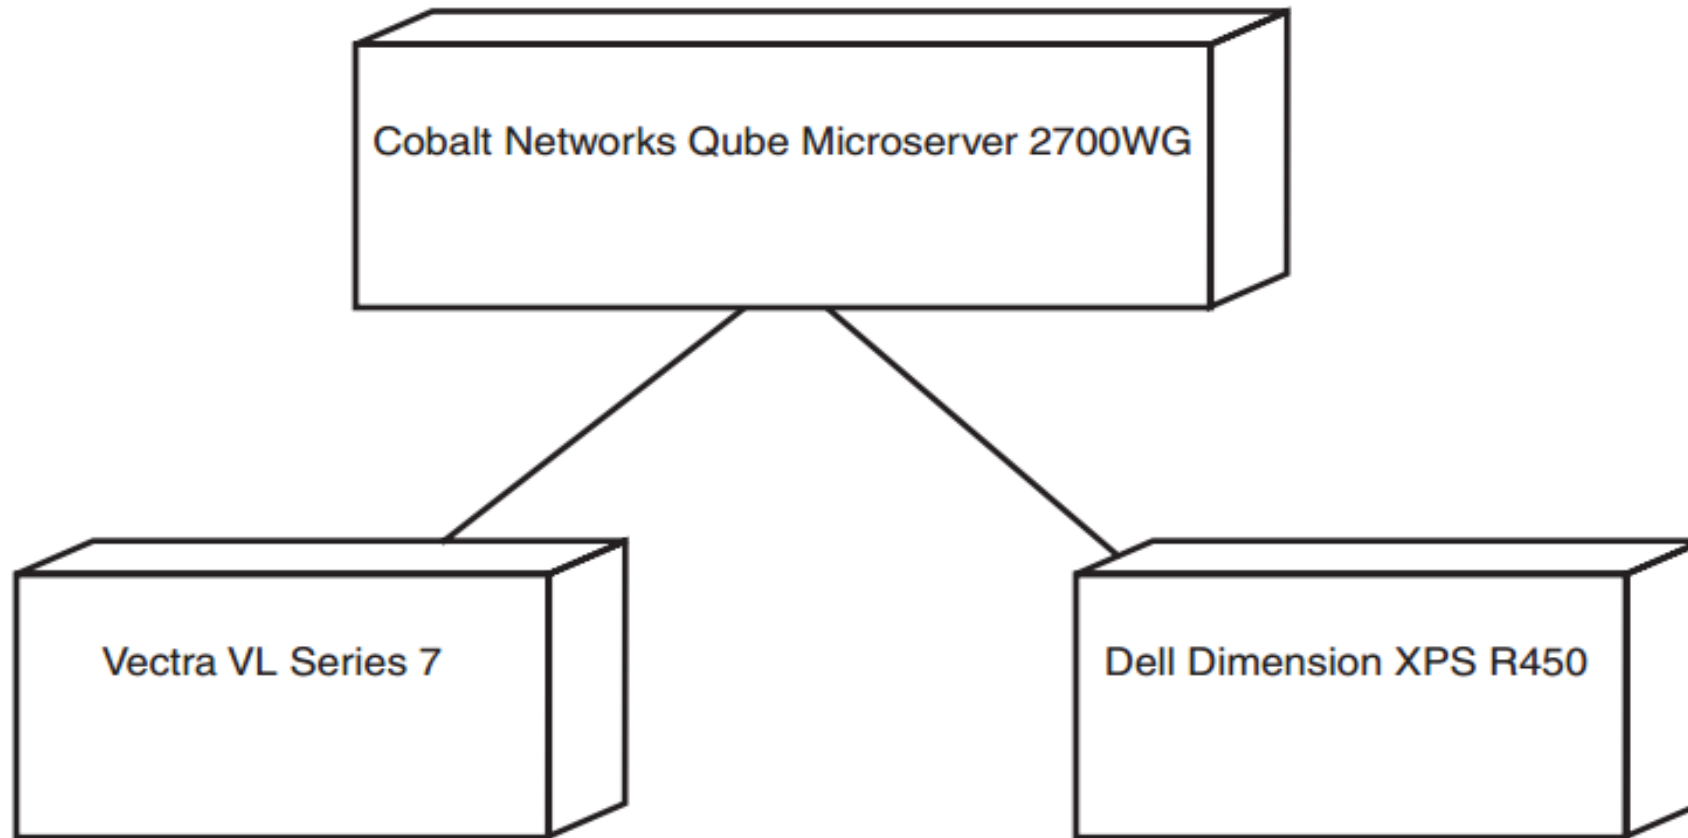 Cobalt Networks Qube Microserver 2700WG
Vectra VL Series 7
Dell Dimension XPS R450